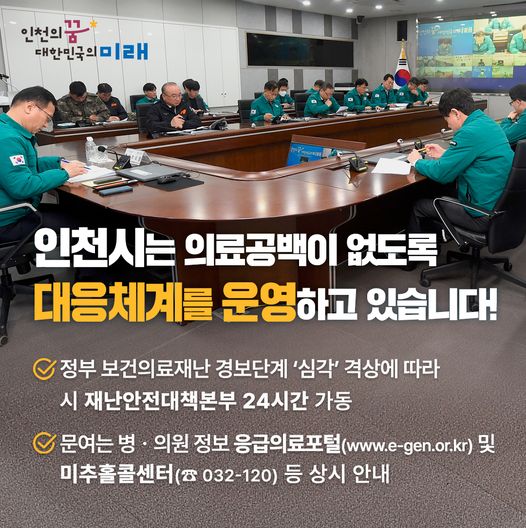 인천의 꿈
대한민국의 미래
인천시는 의료공백이 없도록
대응체계를 운영하고 있습니다!
정부 보건의료재난 경보단계 ‘심각’ 격상에 따라
시 재난안전대책본부 24시간 가동
문여는 병·의원 정보 응급의료포털(www.e-gen.or.kr) 및
미추홀콜센터(☎ 032-120) 등 상시 안내